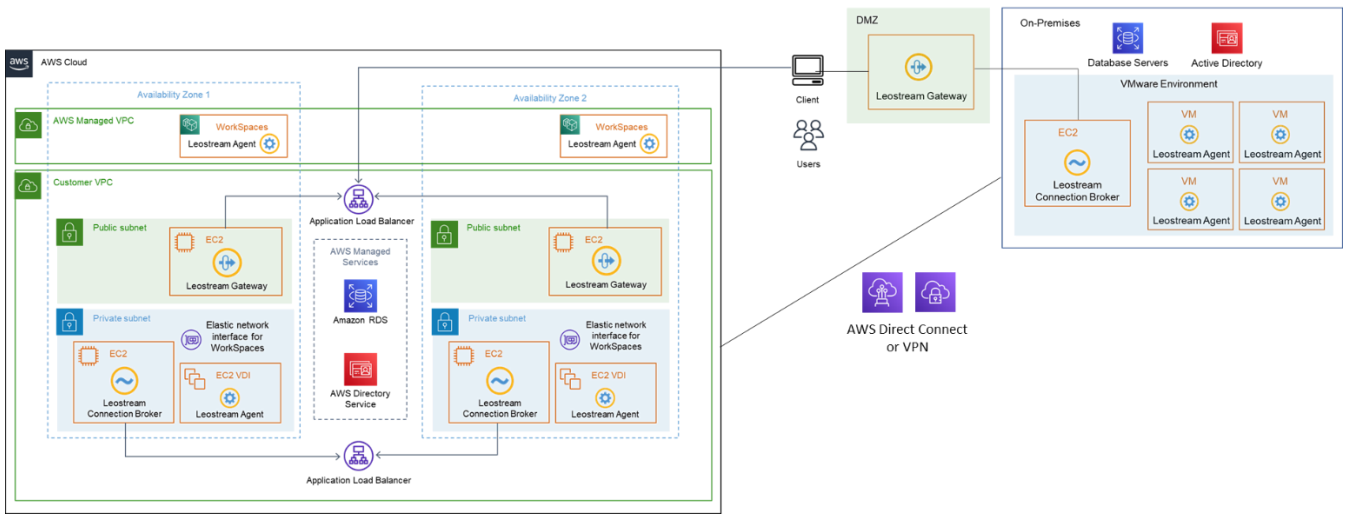 aws
AWS Cloud
Availability Zone 1
Availability Zone 2
AWS Managed VPC
WorkSpaces
Leostream Agent
WorkSpaces
Leostream Agent
Customer VPC
Application Load Balancer
Public subnet
EC2
Leostream Gateway
AWS Managed
Services
Amazon RDS
AWS Directory
Service
Public subnet
EC2
Leostream Gateway
Private subnet
Elastic network
interface for
WorkSpaces
EC2
Leostream
Connection Broker
EC2 VDI
Leostream Agent
Private subnet
Elastic network
interface for
WorkSpaces
EC2
Leostream
Connection Broker
EC2 VDI
Leostream Agent
Application Load Balancer
Client
Users
DMZ
Leostream Gateway
AWS Direct Connect
or VPN
On-Premises
Database Servers
Active Directory
VMware Environment
EC2
Leostream
Connection Broker
VM
Leostream Agent
VM
Leostream Agent
VM
Leostream Agent
VM
Leostream Agent